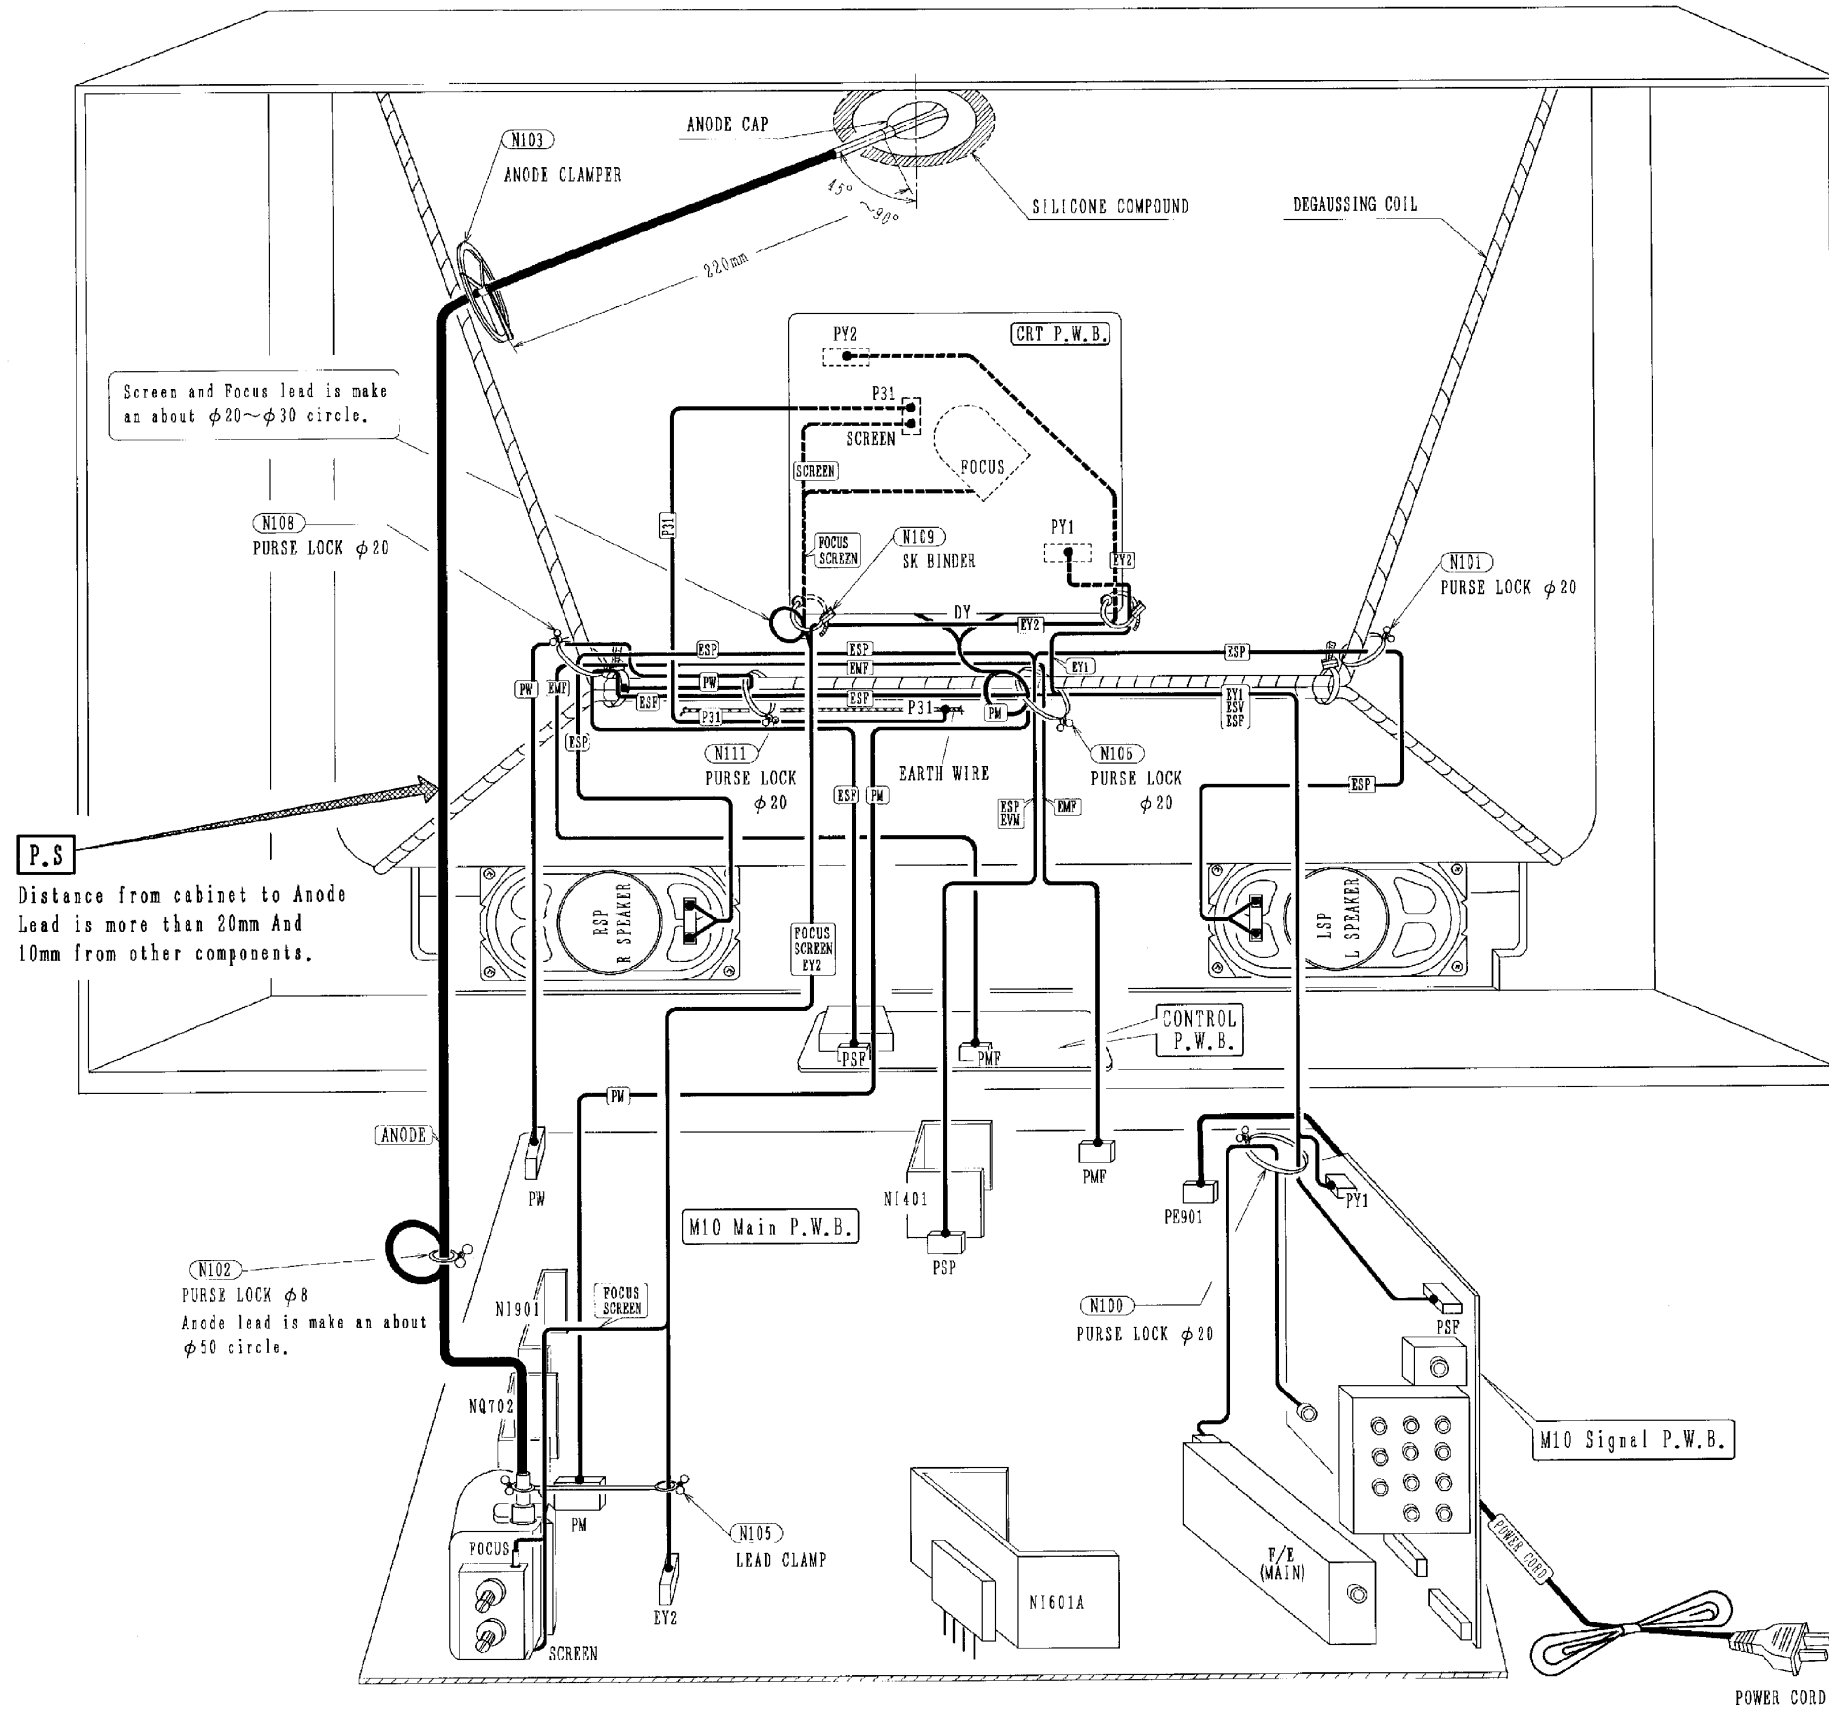 ANODE CAP
N103
ANODE CLAMPER
45°
~90°
SILICONE COMPOUND
DEGAUSSING COIL
220mm
PY2
CRT P.W.B.
Screen and Focus lead is make
an about φ20~φ30 circle.
P31
SCREEN
SCREEN
FOCUS
P31
N108
PURSE LOCK φ20
FOCUS
SCREEN
N109
SK BINDER
PY1
EY2
N101
PURSE LOCK φ20
DY
EY2
ESP
ESP
ESP
EMF
EY1
PW
EMF
PW
ESF
ESF
P31
P31
PM
EY1
ESV
ESF
ESP
N111
PURSE LOCK
φ20
EARTH WIRE
N106
PURSE LOCK
φ20
ESF
PM
ESP
EVM
EMF
ESP
P.S
Distance from cabinet to Anode
Lead is more than 20mm And
10mm from other components.
RSP
R SPEAKER
LSP
L SPEAKER
FOCUS
SCREEN
EY2
CONTROL
P.W.B.
PSF
PMF
PM
ANODE
PW
NI401
PMF
PE901
PY1
M10 Main P.W.B.
PSP
N102
PURSE LOCK φ8
Anode lead is make an about
φ50 circle.
NI901
FOCUS
SCREEN
N100
PURSE LOCK φ20
PSF
NQ702
M10 Signal P.W.B.
PM
N105
LEAD CLAMP
FOCUS
POWER CORD
F/E
(MAIN)
EY2
NI601A
SCREEN
POWER CORD